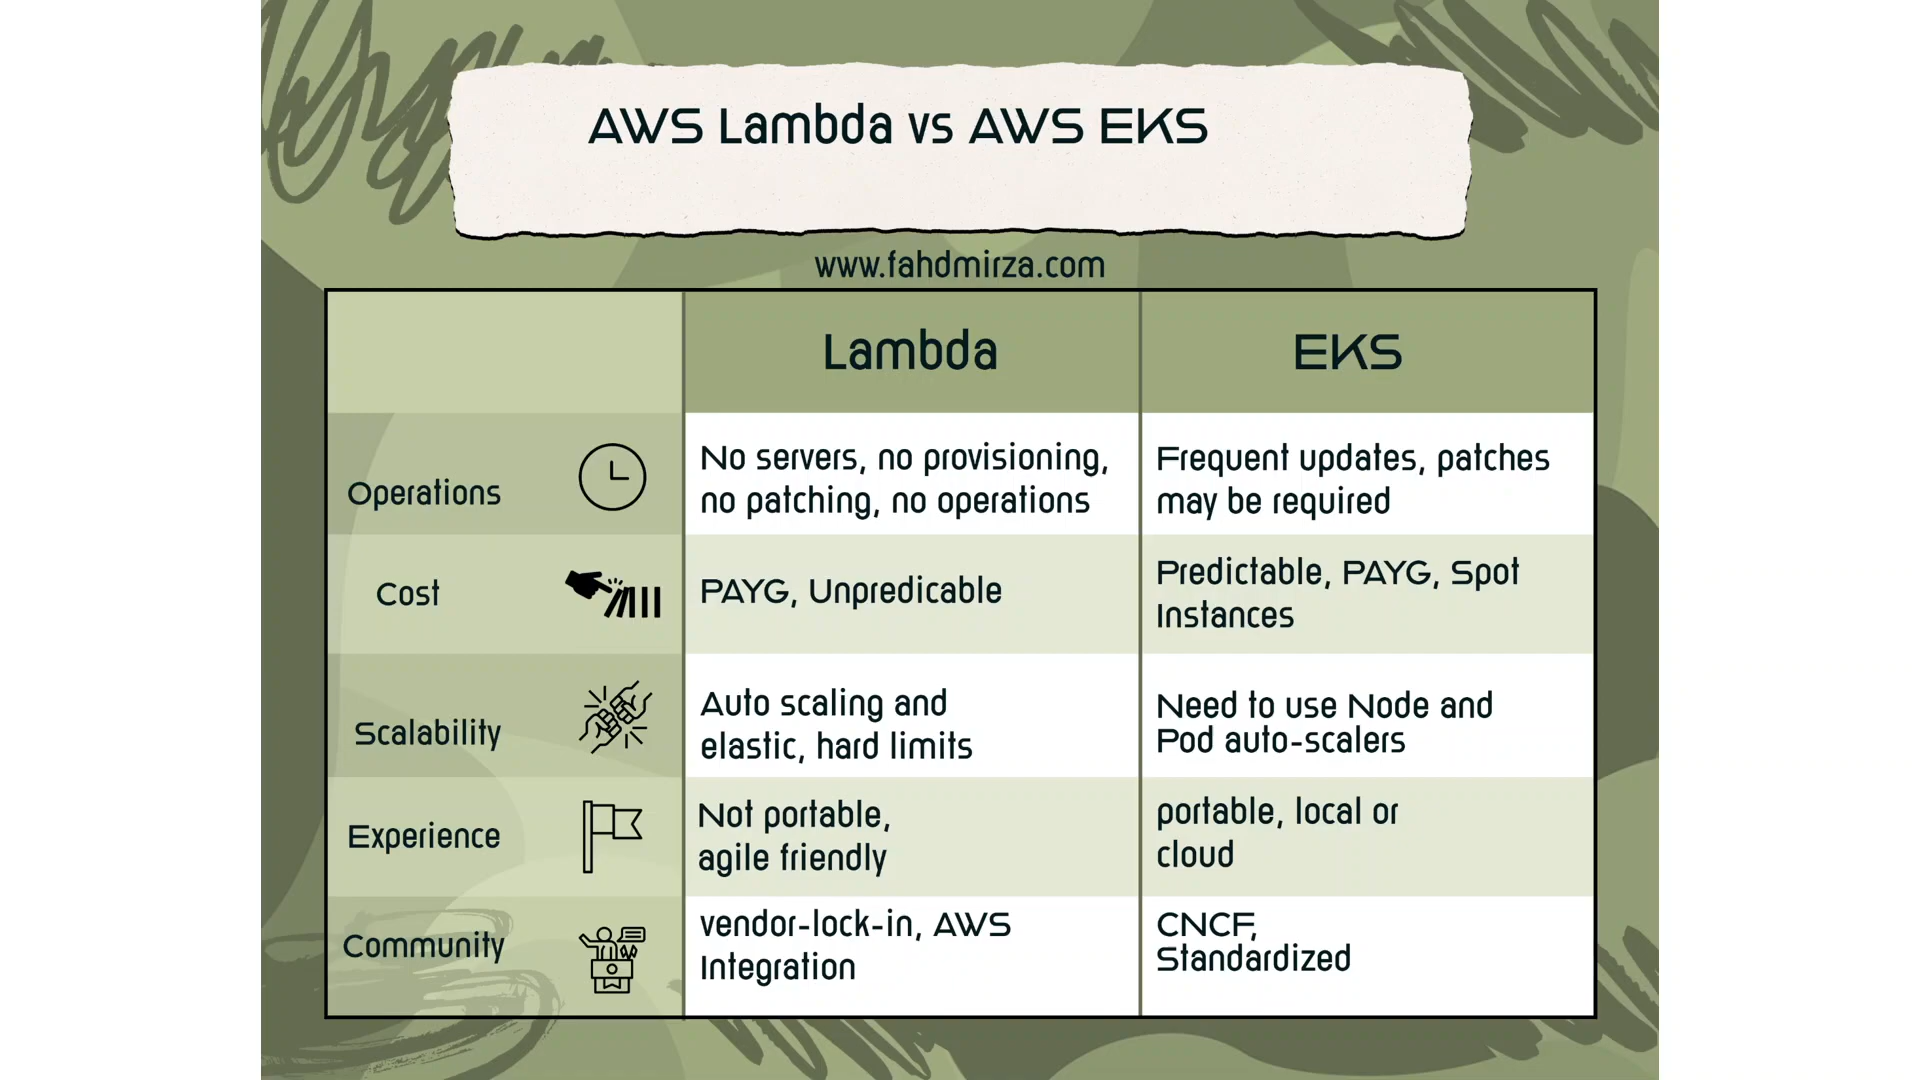 AWS Lambda vs AWS EKS
www.fahdmirza.com
Lambda
EKS
Operations
No servers, no provisioning,
no patching, no operations
Frequent updates, patches
may be required
Cost
PAYG, Unpredicable
Predictable, PAYG, Spot
Instances
Scalability
Auto scaling and
elastic, hard limits
Need to use Node and
Pod auto-scalers
Experience
Not portable,
agile friendly
portable, local or
cloud
Community
vendor-lock-in, AWS
Integration
CNCF,
Standardized